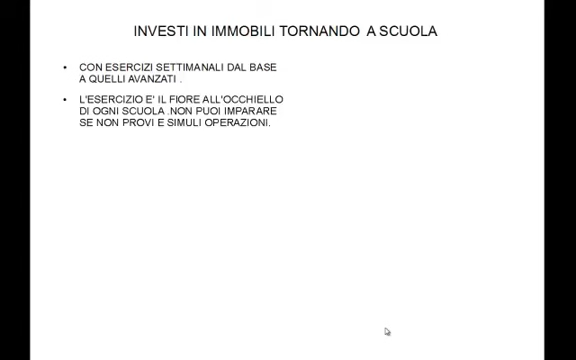 INVESTI IN IMMOBILI TORNANDO  A SCUOLA
• CON ESERCIZI SETTIMANALI DAL BASE
A QUELLI AVANZATI .
• L'ESERCIZIO E' IL FIORE ALL'OCCHIELLO
DI OGNI SCUOLA .NON PUOI IMPARARE
SE NON PROVI E SIMULI OPERAZIONI.